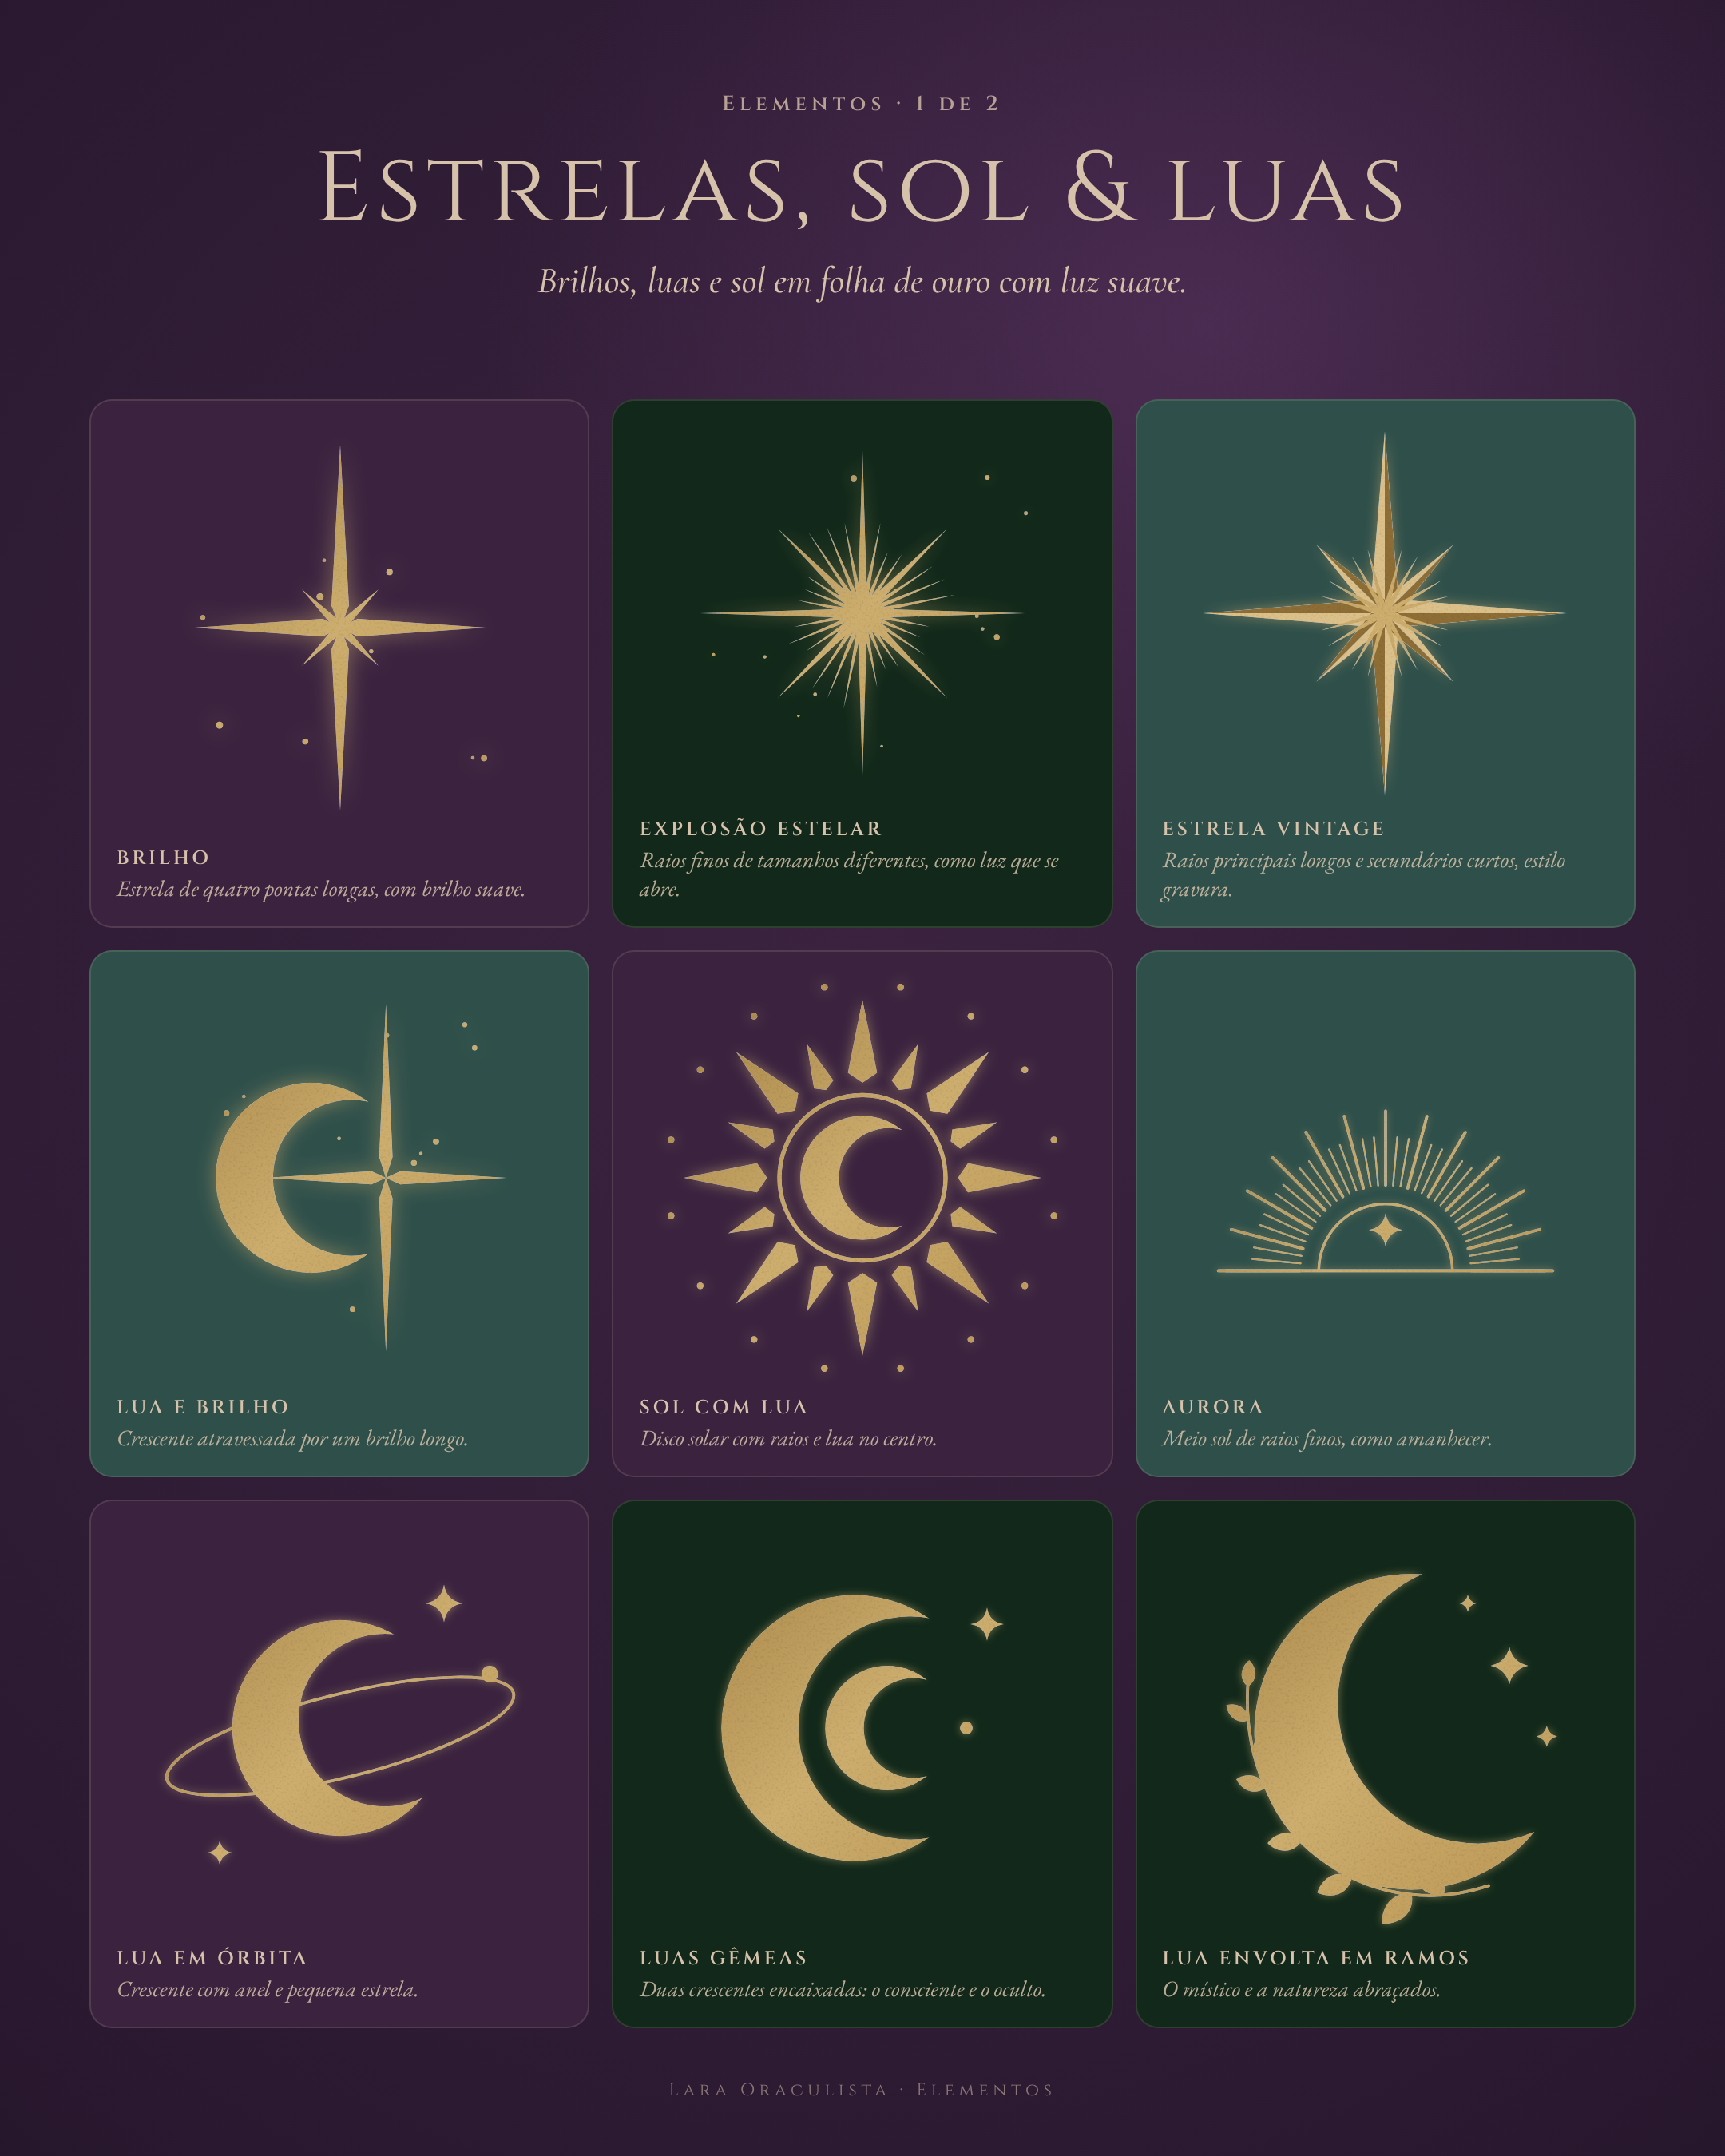 Elementos · 1 de 2
Estrelas, sol & luas
Brilhos, luas e sol em folha de ouro com luz suave.
BRILHO
Estrela de quatro pontas longas, com brilho suave.
EXPLOSÃO ESTELAR
Raios finos de tamanhos diferentes, como luz que se
abre.
ESTRELA VINTAGE
Raios principais longos e secundários curtos, estilo
gravura.
LUA E BRILHO
Crescente atravessada por um brilho longo.
SOL COM LUA
Disco solar com raios e lua no centro.
AURORA
Meio sol de raios finos, como amanhecer.
LUA EM ÓRBITA
Crescente com anel e pequena estrela.
LUAS GÊMEAS
Duas crescentes encaixadas: o consciente e o oculto.
LUA ENVOLTA EM RAMOS
O místico e a natureza abraçados.
Lara Oraculista · Elementos